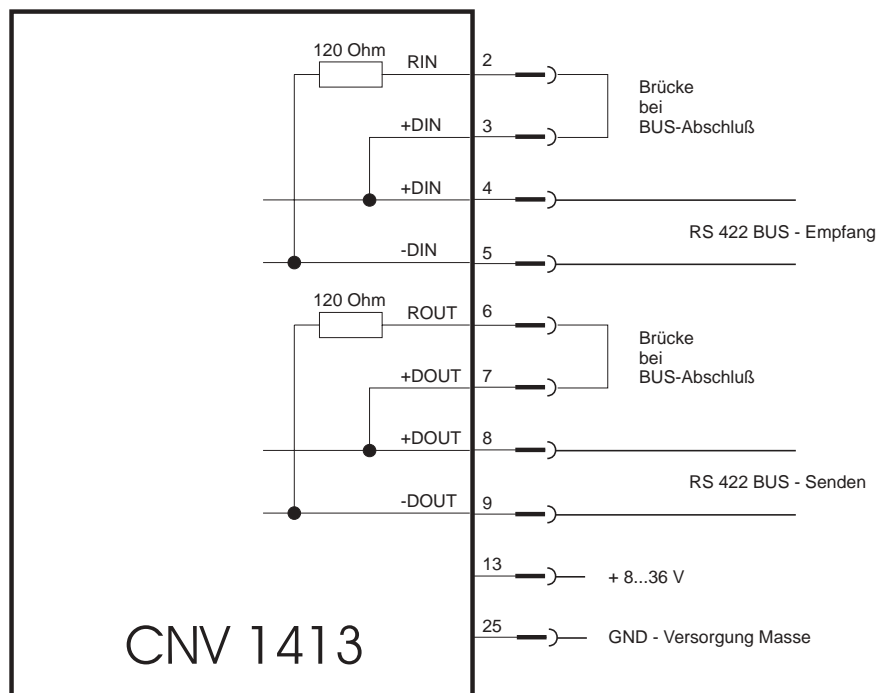 120 Ohm
RIN
2
Brücke
bei
BUS-Abschluß
+DIN
3
+DIN
4
RS 422 BUS - Empfang
-DIN
5
120 Ohm
ROUT
6
Brücke
bei
BUS-Abschluß
+DOUT
7
+DOUT
8
RS 422 BUS - Senden
-DOUT
9
13
+ 8...36 V
25
GND - Versorgung Masse
CNV 1413